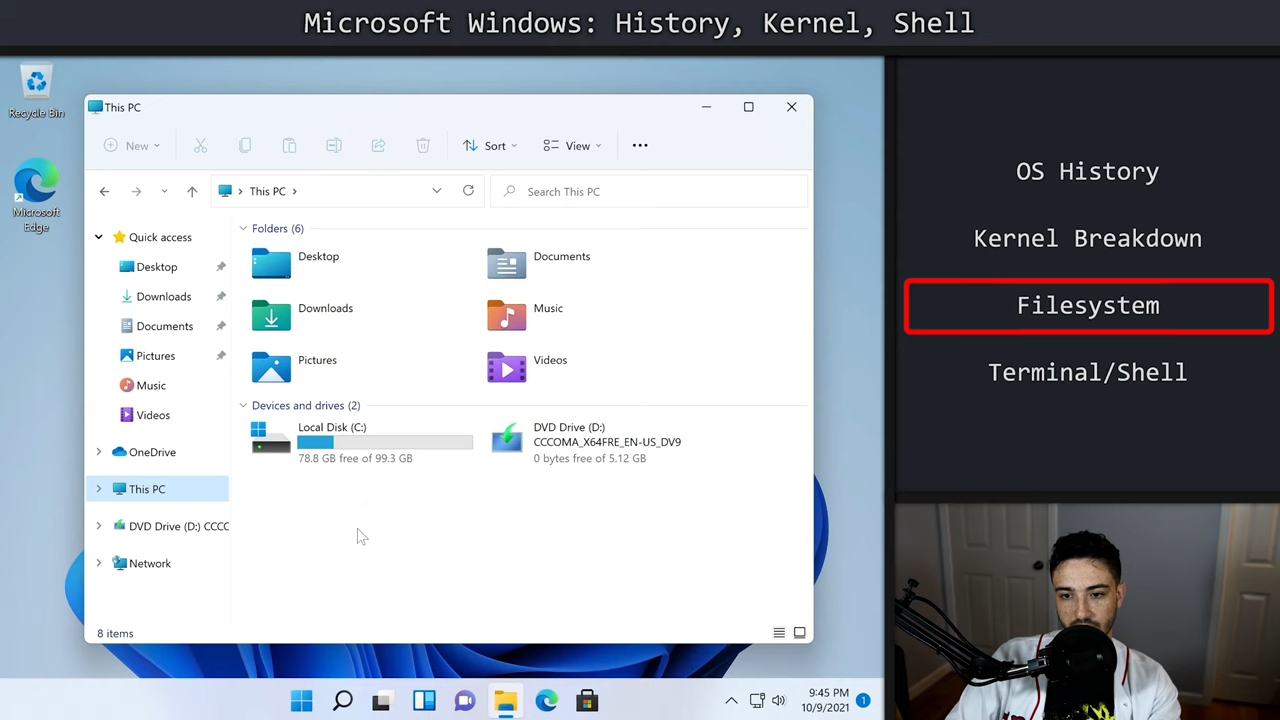 Microsoft Windows: History, Kernel, Shell
Recycle Bin
Microsoft
Edge
This PC
New
Sort
View
This PC
Search This PC
Quick access
Desktop
Downloads
Documents
Pictures
Music
Videos
OneDrive
This PC
DVD Drive (D:) CCCC
Network
Folders (6)
Desktop
Documents
Downloads
Music
Pictures
Videos
Devices and drives (2)
Local Disk (C:)
78.8 GB free of 99.3 GB
DVD Drive (D:)
CCCOMA_X64FRE_EN-US_DV9
0 bytes free of 5.12 GB
8 items
9:45 PM
10/9/2021
1
OS History
Kernel Breakdown
Filesystem
Terminal/Shell